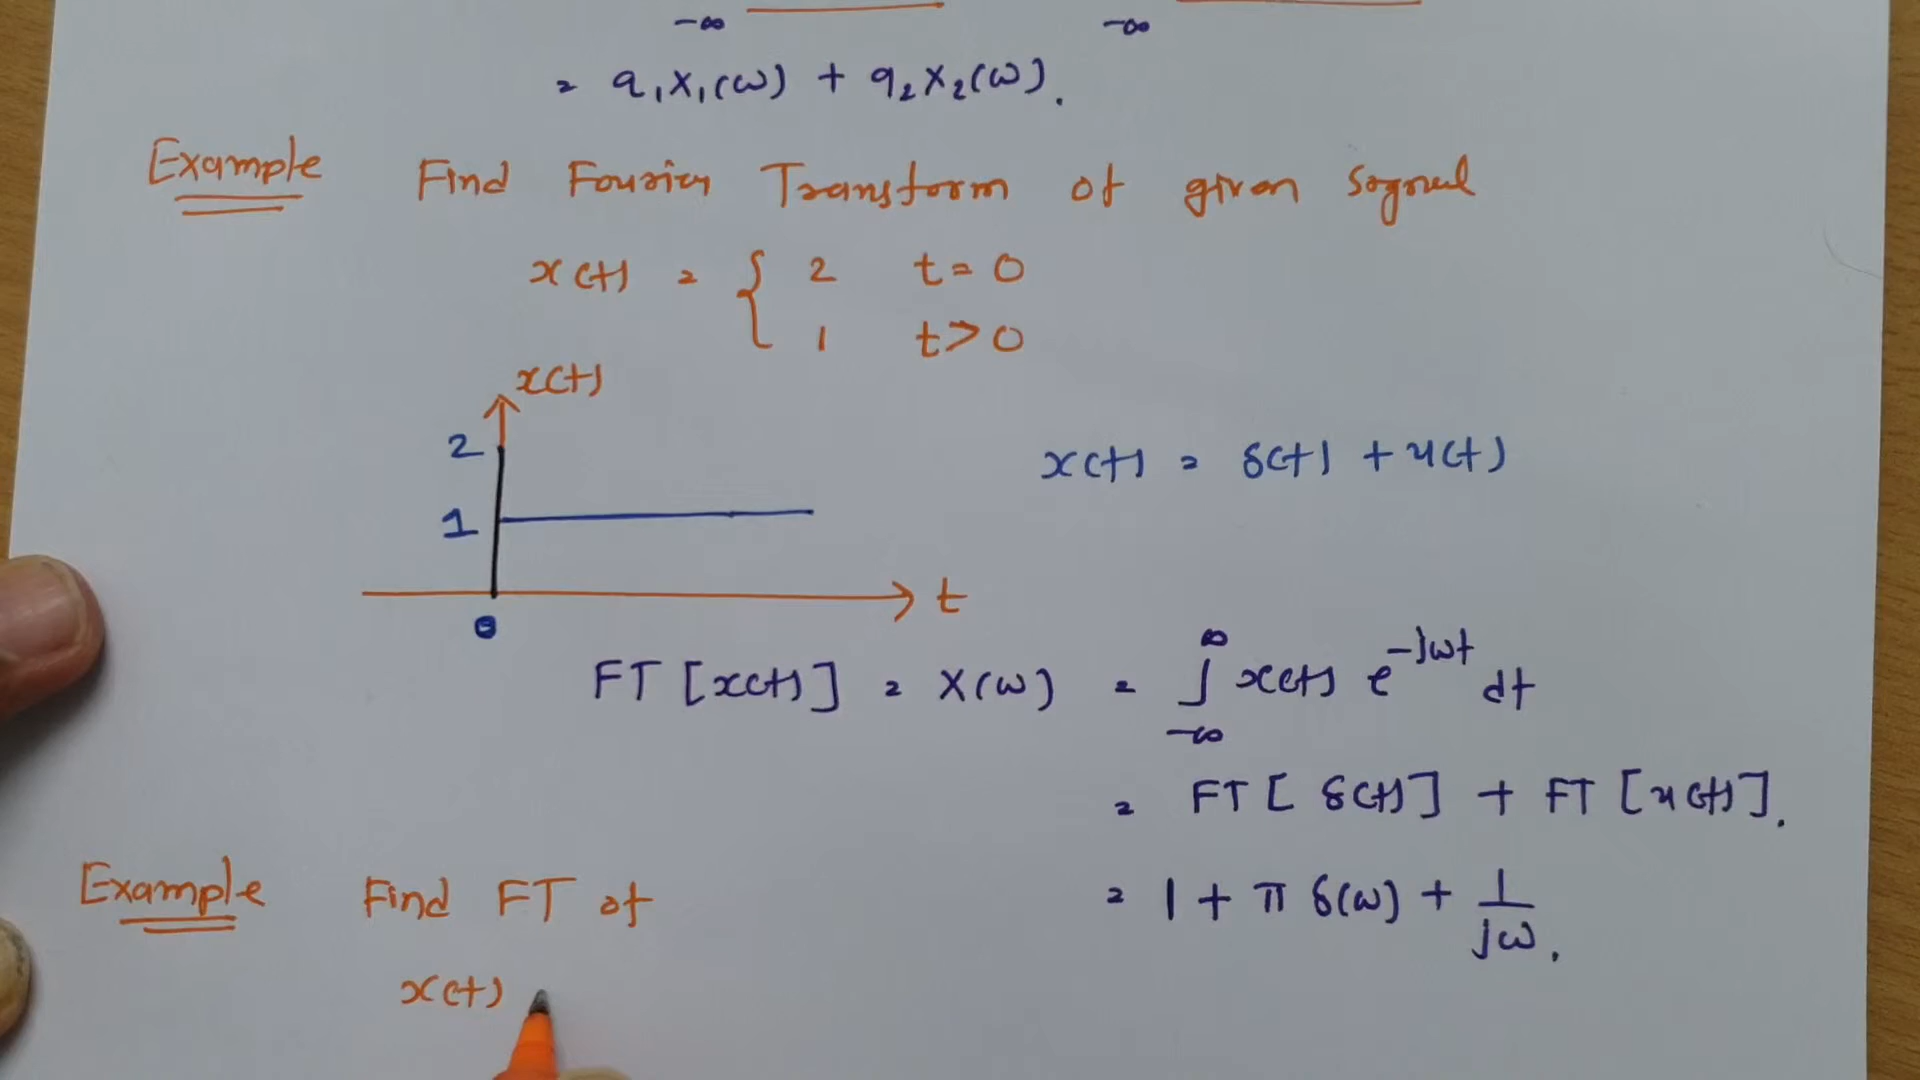 -∞ -∞
= a₁X₁(ω) + a₂X₂(ω).
Example Find Fourier Transform of given signal
x(t) = { 2 t = 0
1 t > 0
x(t)
2
x(t) = δ(t) + u(t)
1
t
0
FT [x(t)] = X(ω) = ∫ x(t) e^-jωt dt
∞
-∞
= FT [ δ(t) ] + FT [u(t)].
Example Find FT of
= 1 + π δ(ω) + 1/jω.
x(t)